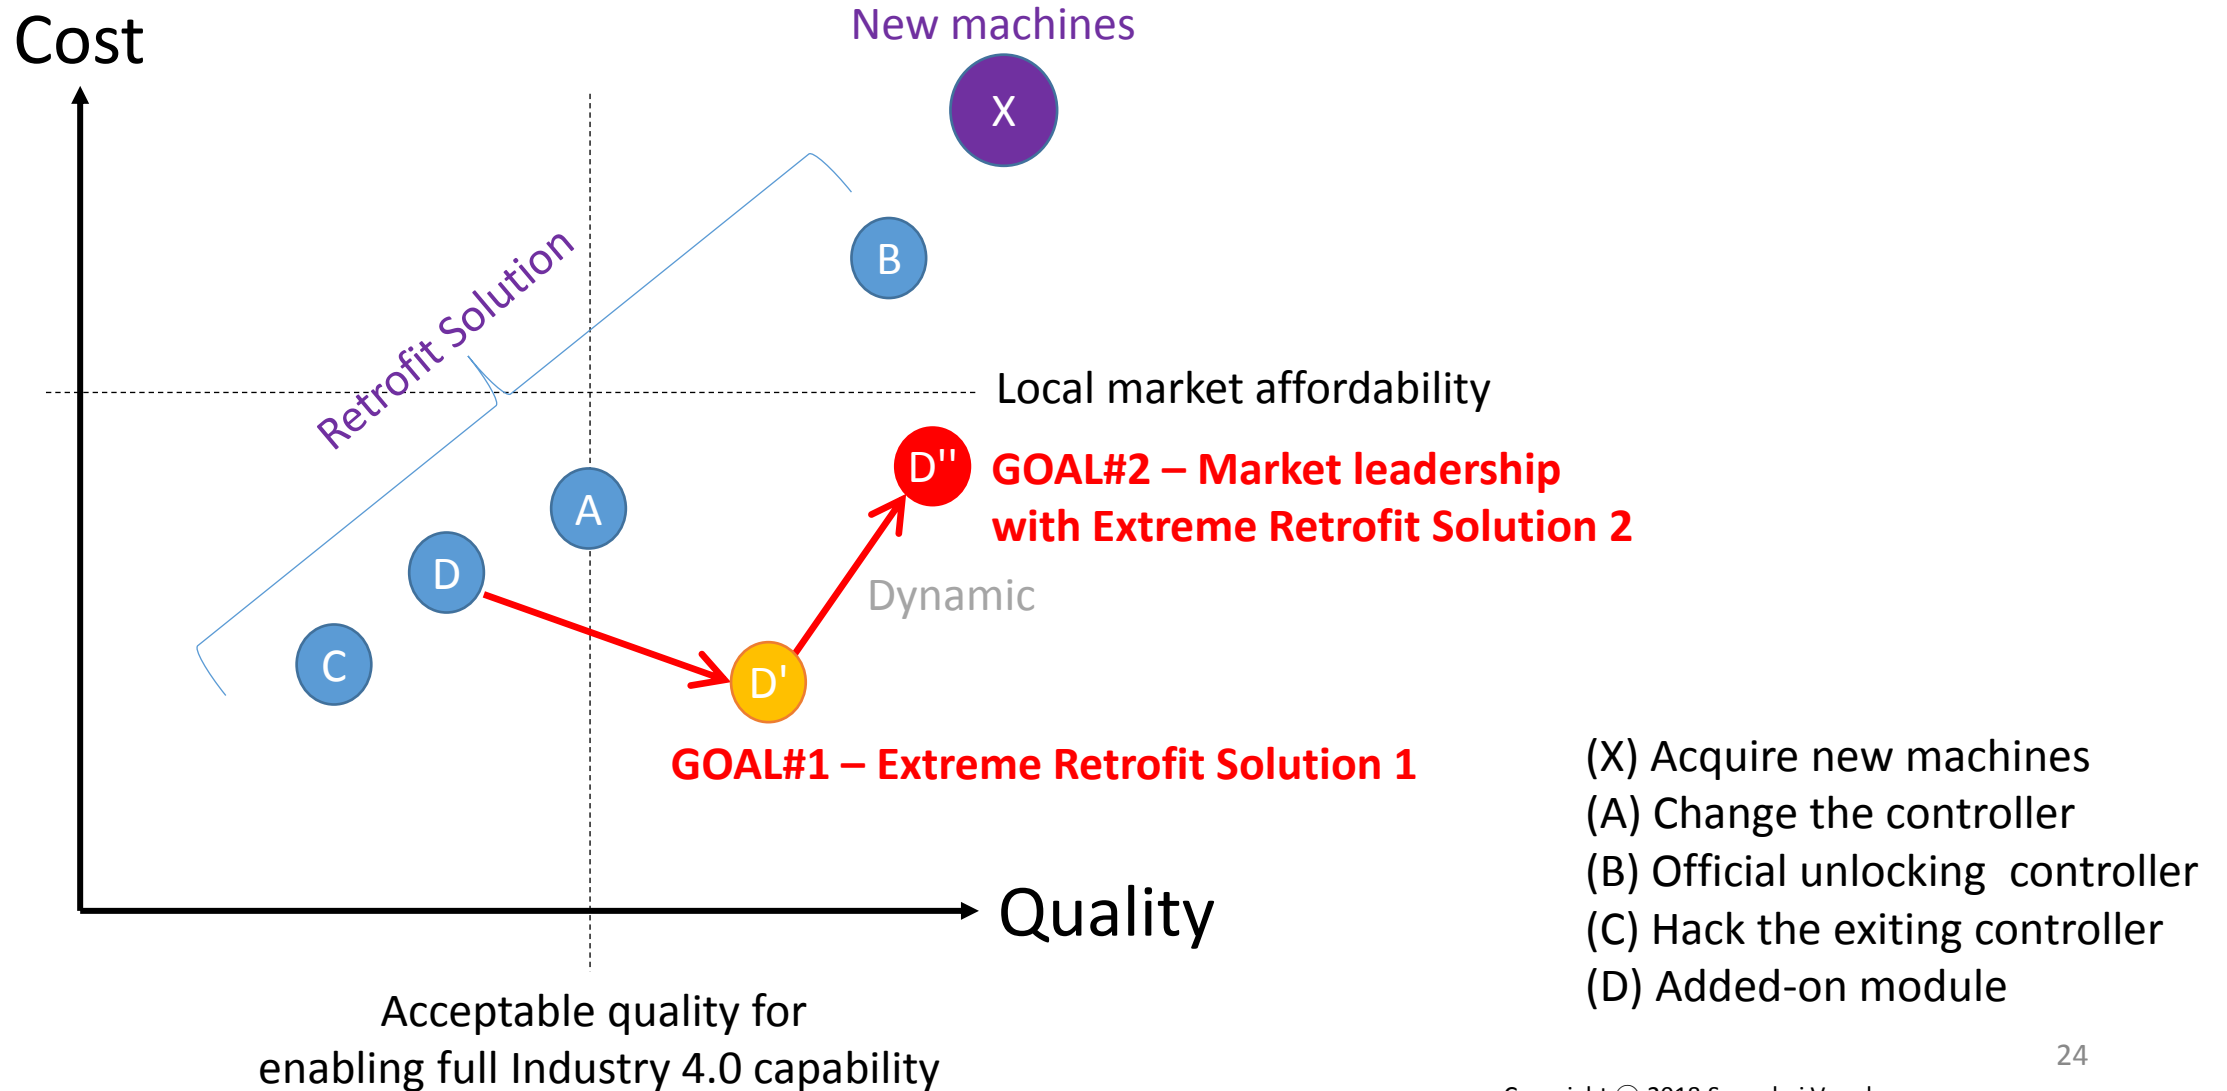 New machines
Cost
X
B
Retrofit Solution
Local market affordability
D''
GOAL#2 – Market leadership
with Extreme Retrofit Solution 2
A
D
Dynamic
C
D'
GOAL#1 – Extreme Retrofit Solution 1
(X) Acquire new machines
(A) Change the controller
(B) Official unlocking controller
(C) Hack the exiting controller
(D) Added-on module
Quality
Acceptable quality for
enabling full Industry 4.0 capability
24
Copyright © 2018